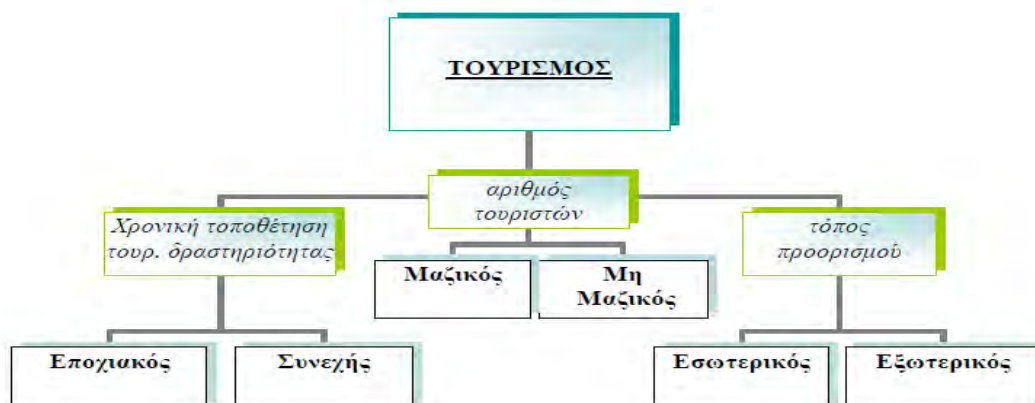 ΤΟΥΡΙΣΜΟΣ
αριθμός
τουριστών
Χρονική τοποθέτηση
τουρ. δραστηριότητας
τόπος
προορισμού
Μαζικός
Μη
Μαζικός
Εποχιακός
Συνεχής
Εσωτερικός
Εξωτερικός